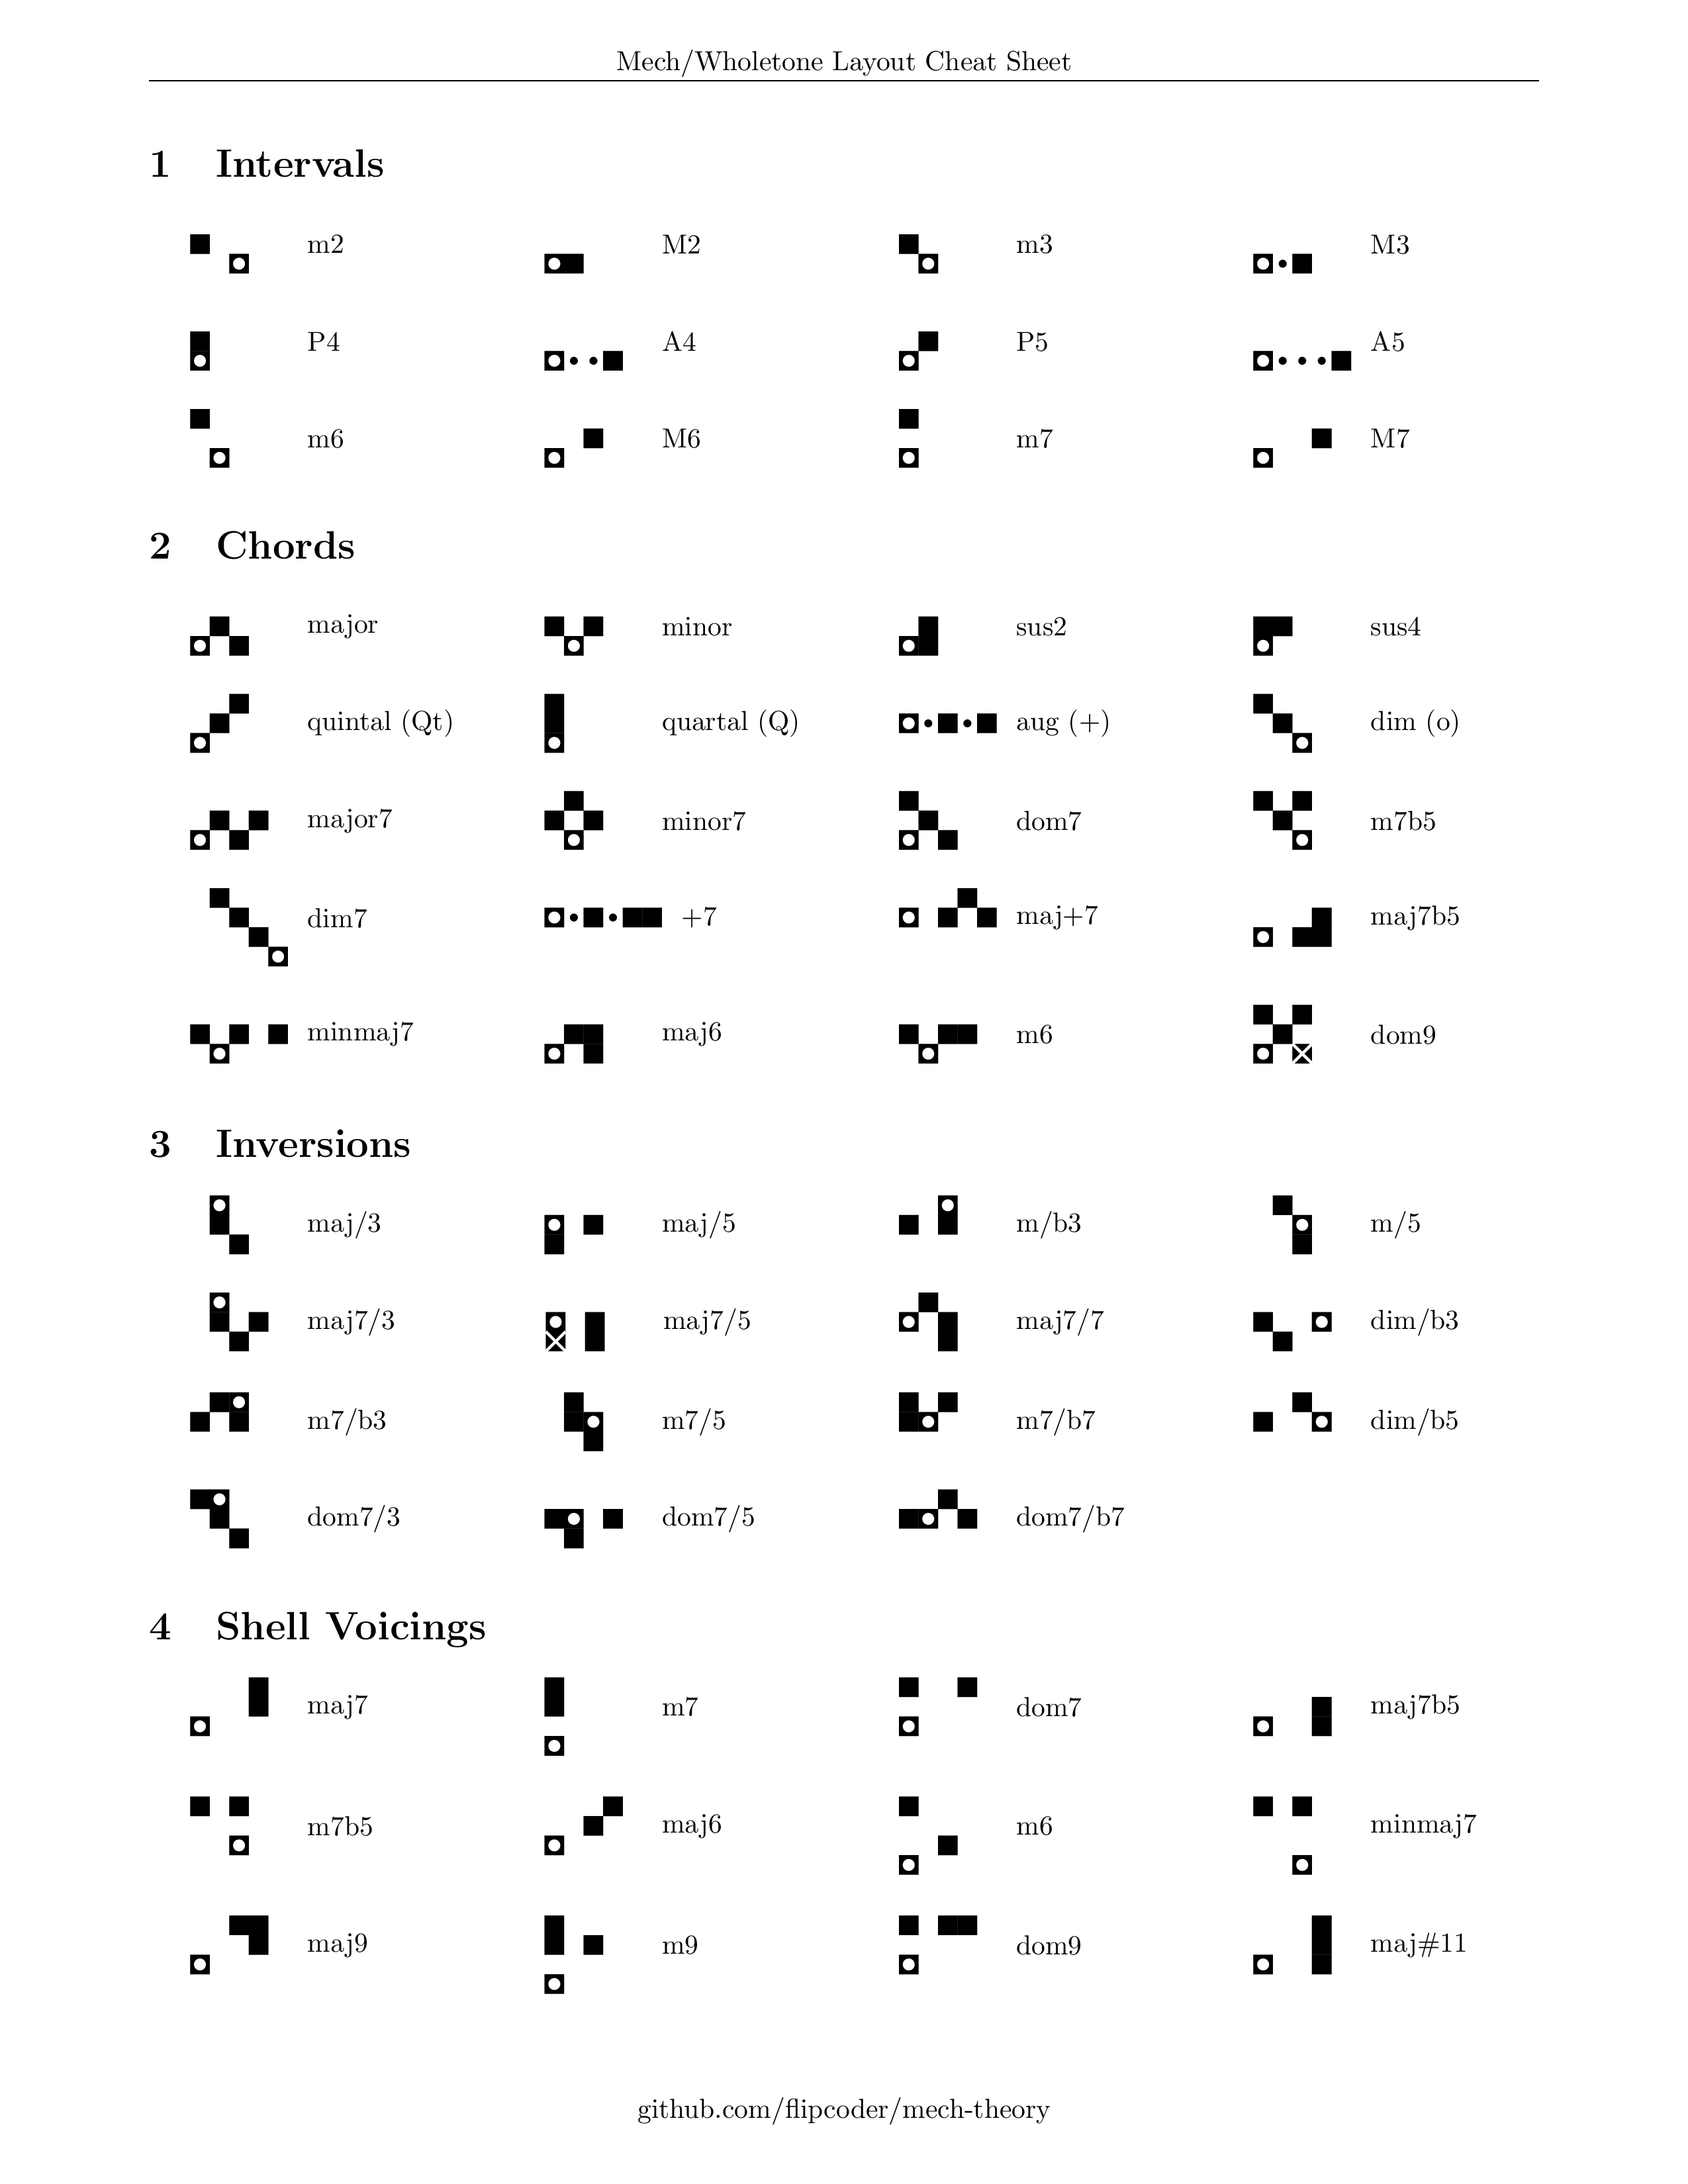 Mech/Wholetone Layout Cheat Sheet
1 Intervals
m2 M2 m3 M3
P4 A4 P5 A5
m6 M6 m7 M7
2 Chords
major minor sus2 sus4
quintal (Qt) quartal (Q) aug (+) dim (o)
major7 minor7 dom7 m7b5
dim7 +7 maj+7 maj7b5
minmaj7 maj6 m6 dom9
3 Inversions
maj/3 maj/5 m/b3 m/5
maj7/3 maj7/5 maj7/7 dim/b3
m7/b3 m7/5 m7/b7 dim/b5
dom7/3 dom7/5 dom7/b7
4 Shell Voicings
maj7 m7 dom7 maj7b5
m7b5 maj6 m6 minmaj7
maj9 m9 dom9 maj#11
github.com/flipcoder/mech-theory